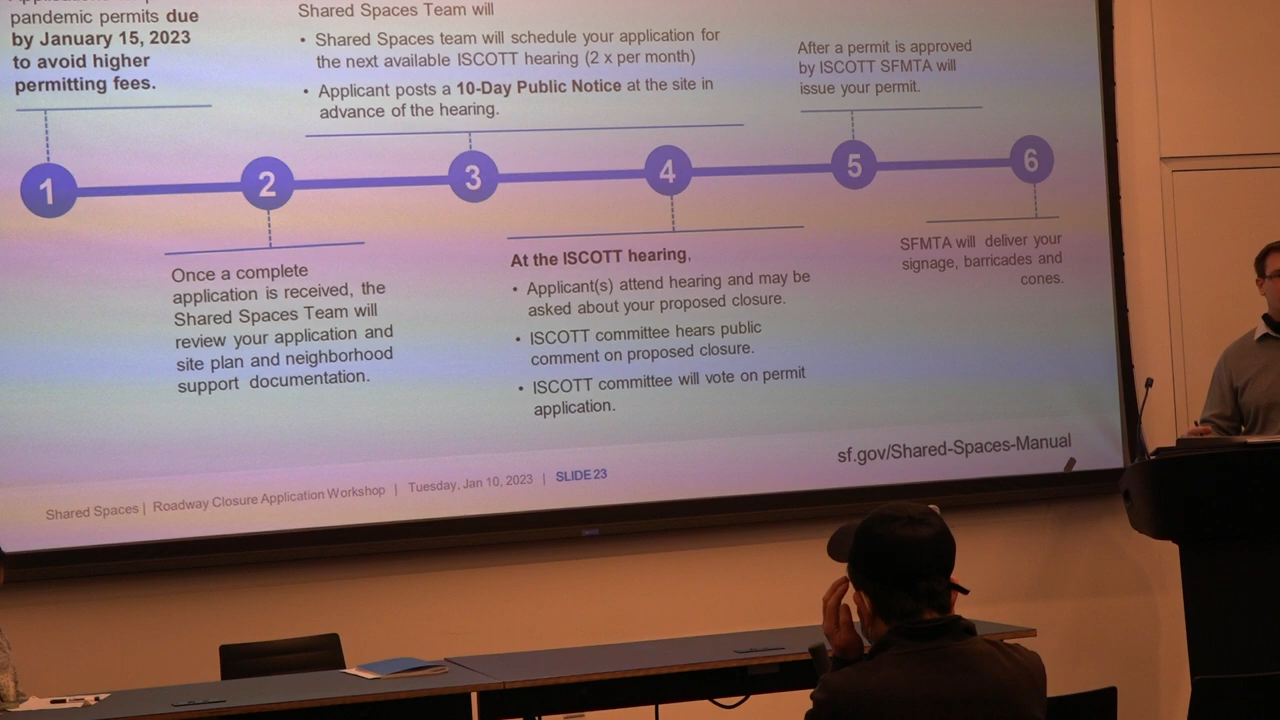 pandemic permits due
by January 15, 2023
to avoid higher
permitting fees.
Shared Spaces Team will
• Shared Spaces team will schedule your application for
the next available ISCOTT hearing (2 x per month)
• Applicant posts a 10-Day Public Notice at the site in
advance of the hearing.
After a permit is approved
by ISCOTT SFMTA will
issue your permit.
1
2
3
4
5
6
Once a complete
application is received, the
Shared Spaces Team will
review your application and
site plan and neighborhood
support documentation.
At the ISCOTT hearing,
• Applicant(s) attend hearing and may be
asked about your proposed closure.
• ISCOTT committee hears public
comment on proposed closure.
• ISCOTT committee will vote on permit
application.
SFMTA will deliver your
signage, barricades and
cones.
sf.gov/Shared-Spaces-Manual
Shared Spaces | Roadway Closure Application Workshop | Tuesday, Jan 10, 2023 | SLIDE 23